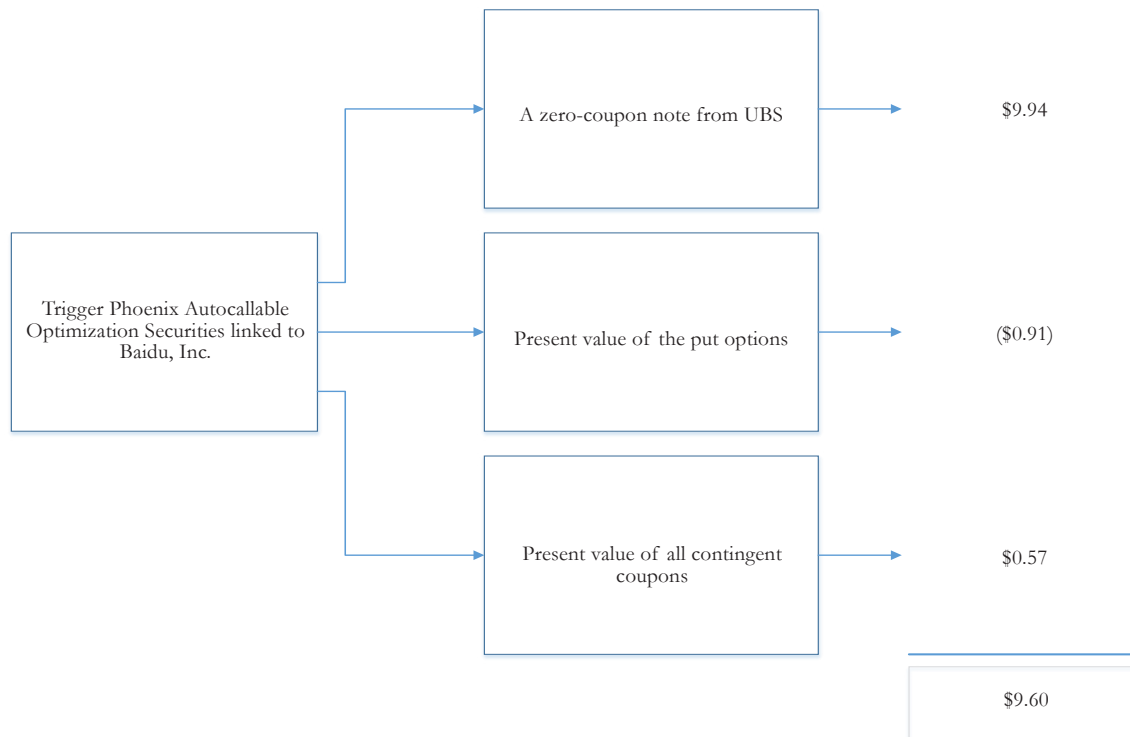 A zero-coupon note from UBS
$9.94
Trigger Phoenix Autocallable
Optimization Securities linked to
Baidu, Inc.
Present value of the put options
($0.91)
Present value of all contingent
coupons
$0.57
$9.60